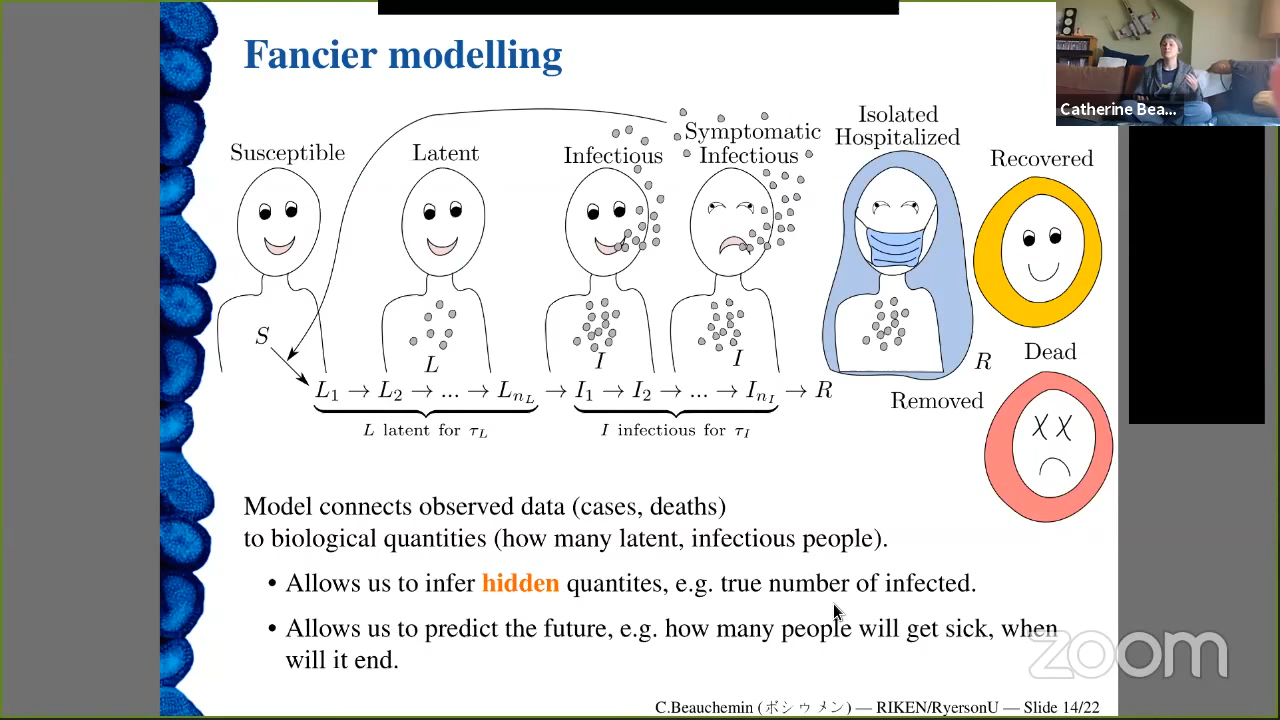 Fancier modelling
Catherine Bea...
Susceptible
Latent
Infectious
Symptomatic
Infectious
Isolated
Hospitalized
Recovered
S
L
I
I
R
Dead
L₁ → L₂ → ... → Lₙ_L → I₁ → I₂ → ... → Iₙ_I → R
Removed
L latent for τ_L
I infectious for τ_I
Model connects observed data (cases, deaths)
to biological quantities (how many latent, infectious people).
• Allows us to infer hidden quantites, e.g. true number of infected.
• Allows us to predict the future, e.g. how many people will get sick, when
will it end.
zoom
C.Beauchemin (ボシゥメン) — RIKEN/RyersonU — Slide 14/22